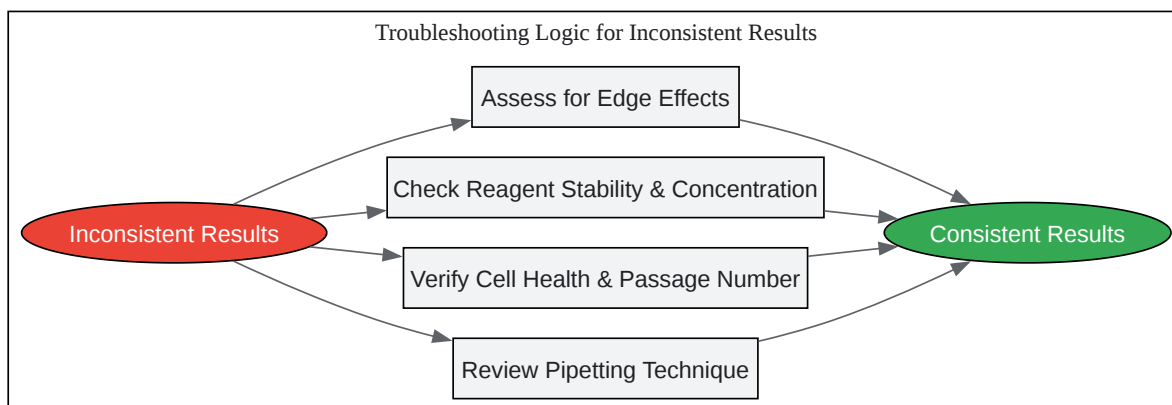 Troubleshooting Logic for Inconsistent Results
Assess for Edge Effects
Check Reagent Stability & Concentration
Inconsistent Results
Consistent Results
Verify Cell Health & Passage Number
Review Pipetting Technique